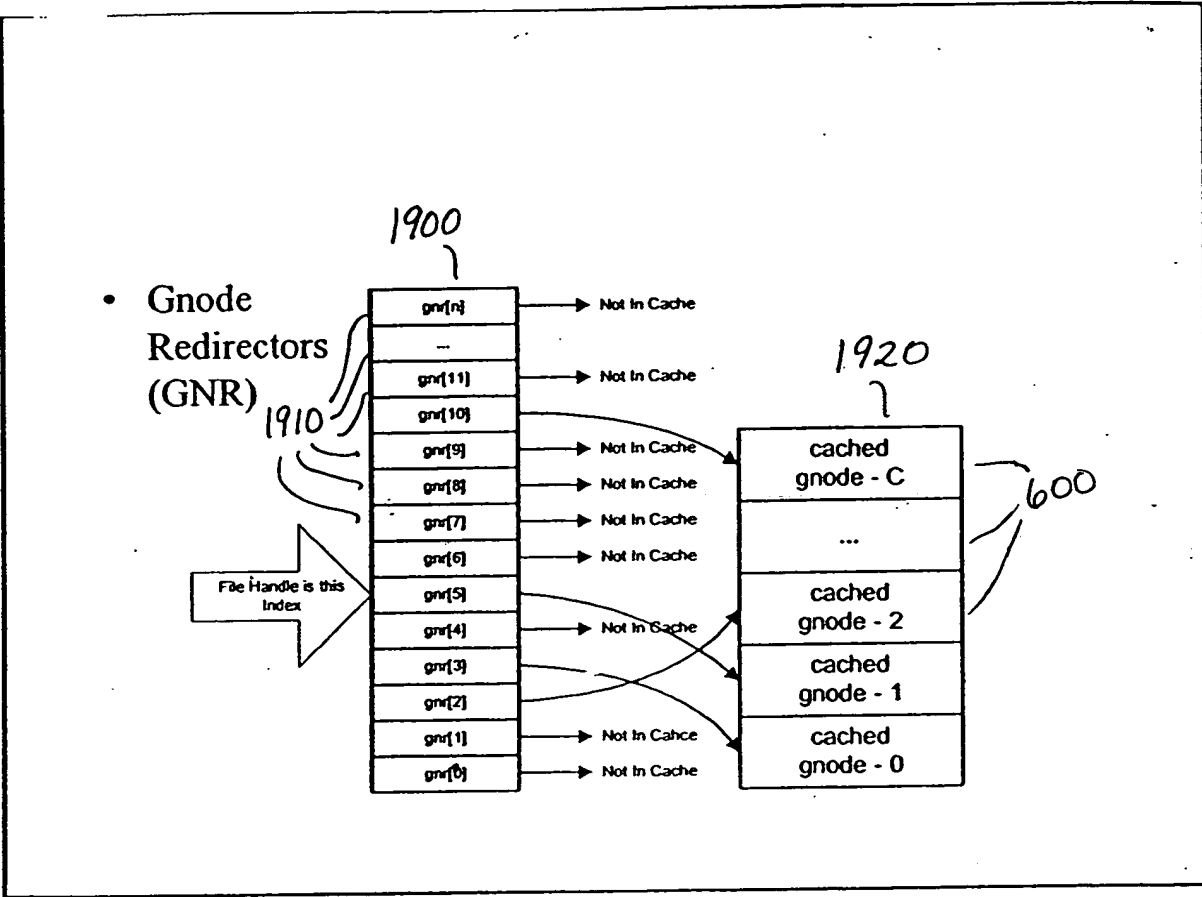 1900
• Gnode
Redirectors
(GNR)
1910
gnr[n]
...
gnr[11]
gnr[10]
gnr[9]
gnr[8]
gnr[7]
gnr[6]
gnr[5]
gnr[4]
gnr[3]
gnr[2]
gnr[1]
gnr[0]
File Handle is this
Index
Not In Cache
Not In Cache
Not In Cache
Not In Cache
Not In Cache
Not In Cache
Not In Cache
Not In Cahce
Not In Cache
1920
cached
gnode - C
...
cached
gnode - 2
cached
gnode - 1
cached
gnode - 0
600